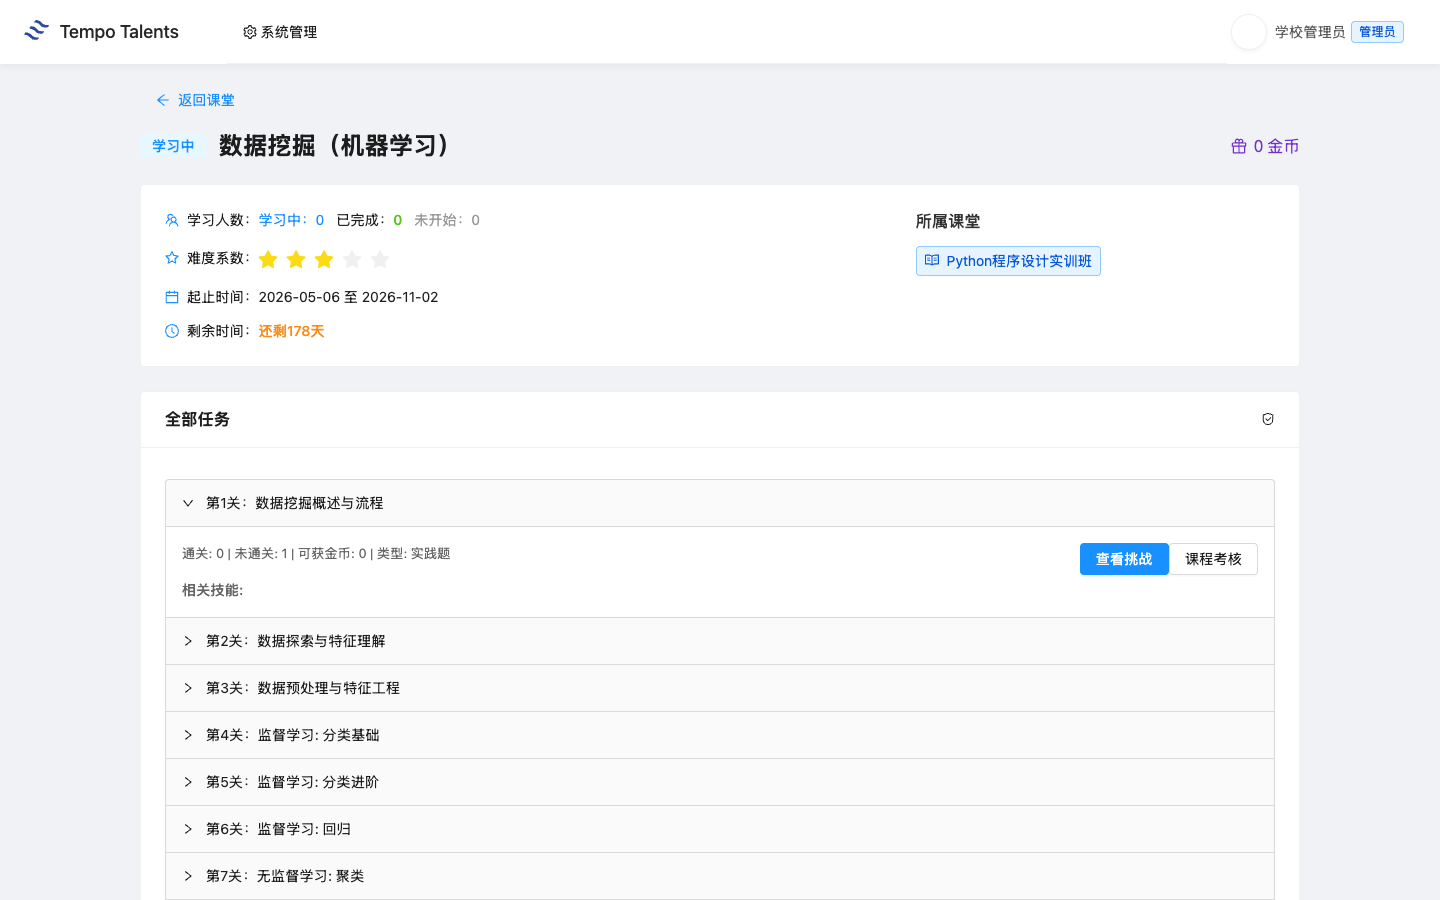 Tempo Talents
系统管理
学校管理员 管理员
返回课堂
学习中 数据挖掘（机器学习）
0 金币
学习人数： 学习中：0 已完成：0 未开始：0
难度系数：
起止时间： 2026-05-06 至 2026-11-02
剩余时间： 还剩178天
所属课堂
Python程序设计实训班
全部任务
第1关：数据挖掘概述与流程
通关: 0 | 未通关: 1 | 可获金币: 0 | 类型: 实践题
查看挑战 课程考核
相关技能:
第2关：数据探索与特征理解
第3关：数据预处理与特征工程
第4关：监督学习: 分类基础
第5关：监督学习: 分类进阶
第6关：监督学习: 回归
第7关：无监督学习: 聚类